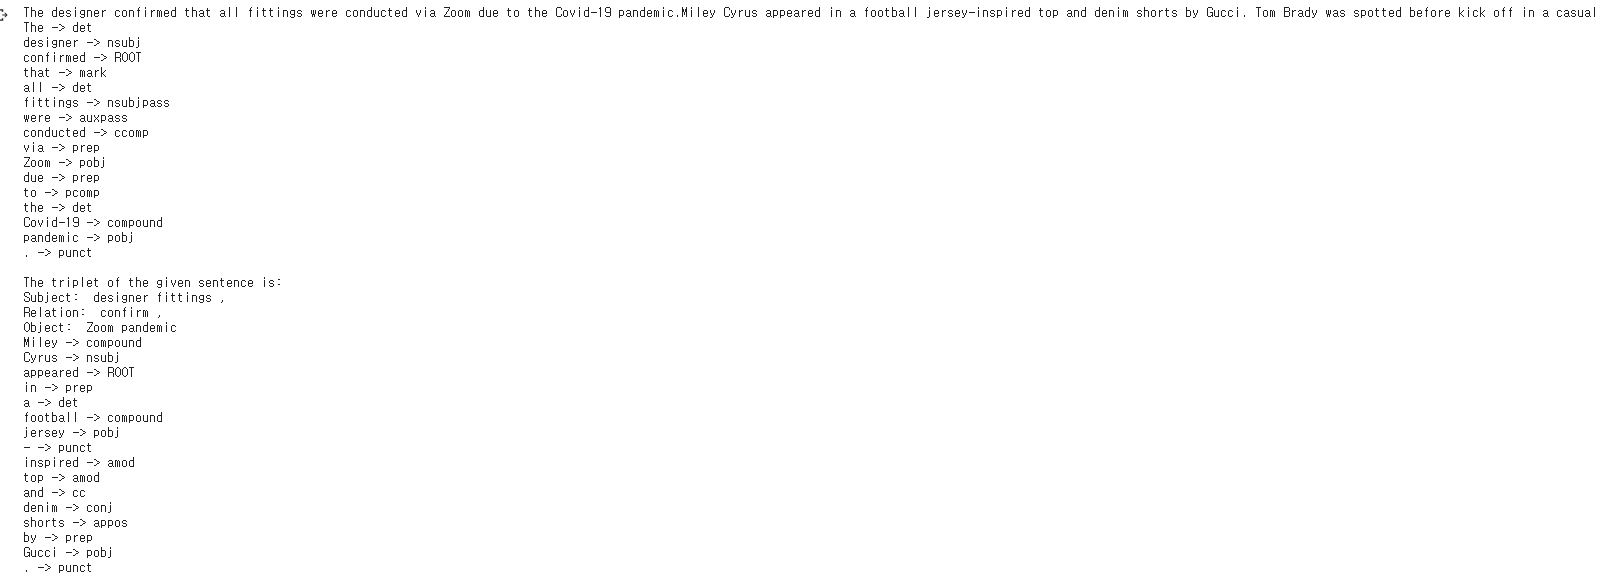 The designer confirmed that all fittings were conducted via Zoom due to the Covid-19 pandemic.Miley Cyrus appeared in a football jersey-inspired top and denim shorts by Gucci. Tom Brady was spotted before kick off in a casual
The -> det
designer -> nsubj
confirmed -> ROOT
that -> mark
all -> det
fittings -> nsubjpass
were -> auxpass
conducted -> ccomp
via -> prep
Zoom -> pobj
due -> prep
to -> pcomp
the -> det
Covid-19 -> compound
pandemic -> pobj
. -> punct
The triplet of the given sentence is:
Subject:  designer fittings ,
Relation:  confirm ,
Object:  Zoom pandemic
Miley -> compound
Cyrus -> nsubj
appeared -> ROOT
in -> prep
a -> det
football -> compound
jersey -> pobj
- -> punct
inspired -> amod
top -> amod
and -> cc
denim -> conj
shorts -> appos
by -> prep
Gucci -> pobj
. -> punct